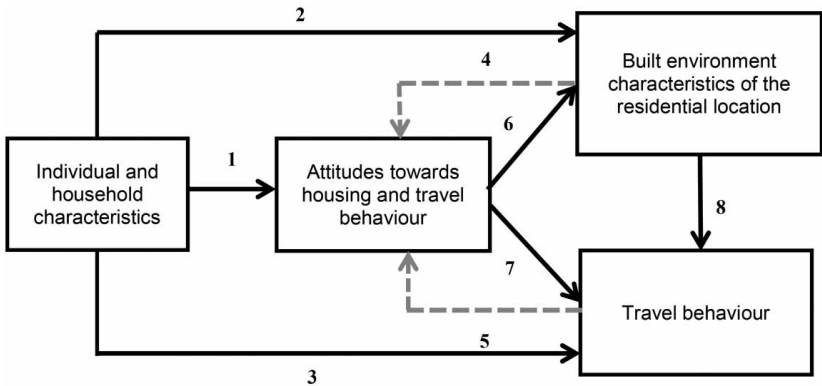 2
4
Built environment
characteristics of the
residential location
6
1
Individual and
household
characteristics
Attitudes towards
housing and travel
behaviour
8
7
Travel behaviour
5
3